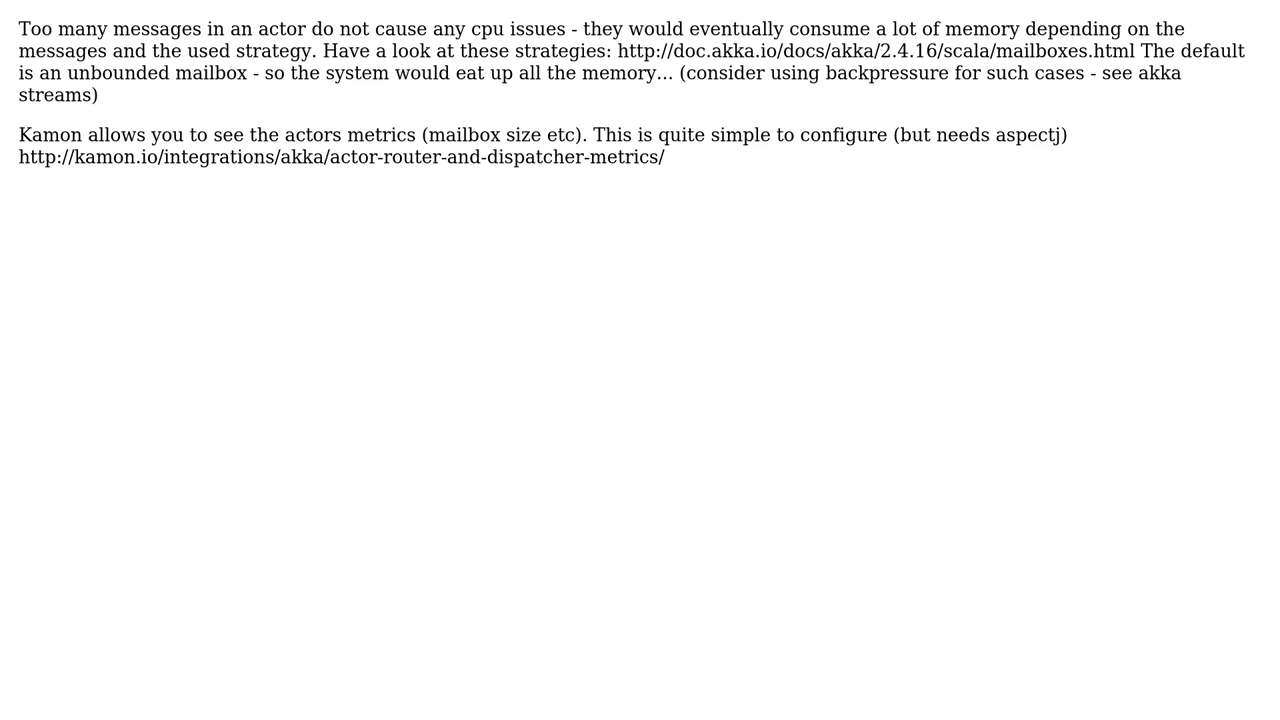 Too many messages in an actor do not cause any cpu issues - they would eventually consume a lot of memory depending on the
messages and the used strategy. Have a look at these strategies: http://doc.akka.io/docs/akka/2.4.16/scala/mailboxes.html The default
is an unbounded mailbox - so the system would eat up all the memory... (consider using backpressure for such cases - see akka
streams)
Kamon allows you to see the actors metrics (mailbox size etc). This is quite simple to configure (but needs aspectj)
http://kamon.io/integrations/akka/actor-router-and-dispatcher-metrics/